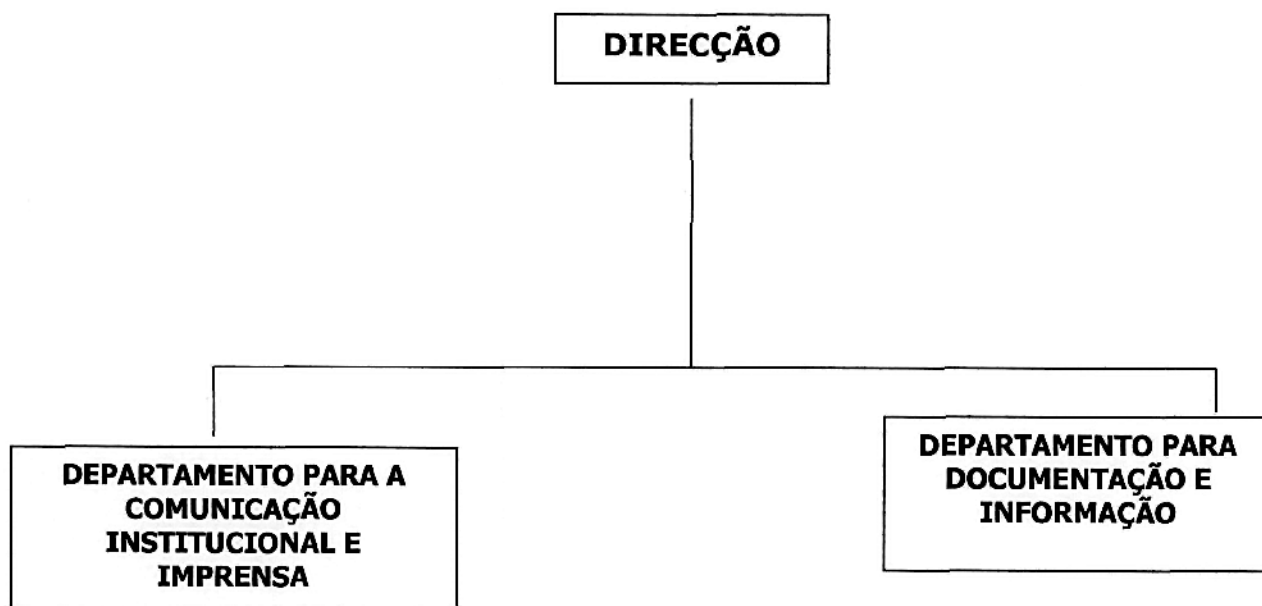 DIRECÇÃO
DEPARTAMENTO PARA A
COMUNICAÇÃO
INSTITUCIONAL E
IMPRENSA
DEPARTAMENTO PARA
DOCUMENTAÇÃO E
INFORMAÇÃO